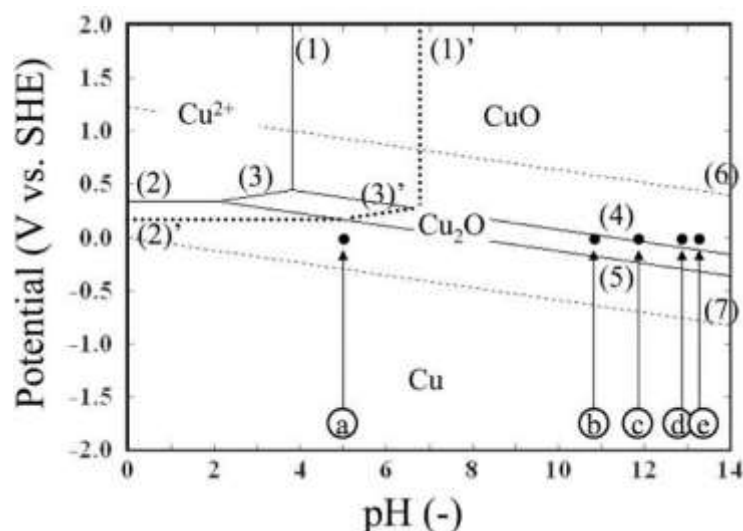 2.0
(1)
(1)'
1.5
Cu2+
CuO
1.0
(6)
0.5
(2)
(3)
(3)'
(4)
Cu2O
0.0
(2)'
(5)
-0.5
(7)
-1.0
Cu
-1.5
a
b
c
d
e
-2.0
0
2
4
6
8
10
12
14
pH (-)
Potential (V vs. SHE)